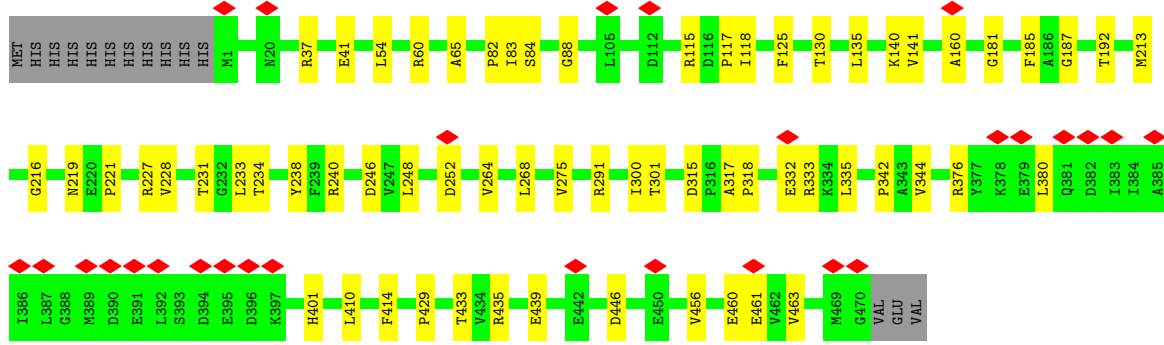 MET HIS HIS HIS HIS HIS HIS HIS HIS M1 N20 R37 E41 L54 R60 A65 P82 I83 S84 G88 L105 D112 R115 D116 P117 I118 F125 T130 L135 K140 V141 A160 G181 F185 A186 G187 T192 M213
G216 N219 E220 P221 R227 V228 T231 G232 L233 T234 Y238 F239 R240 D246 V247 L248 D252 V264 L268 V275 R291 I300 T301 D315 P316 A317 P318 E332 R333 K334 L335 P342 A343 V344 R376 Y377 K378 E379 L380 Q381 D382 I383 I384 A385
I386 L387 G388 M389 D390 E391 L392 S393 D394 E395 D396 K397 H401 L410 F414 P429 T433 V434 R435 E439 E442 D446 E450 V456 E460 E461 V462 V463 M469 G470 VAL GLU VAL